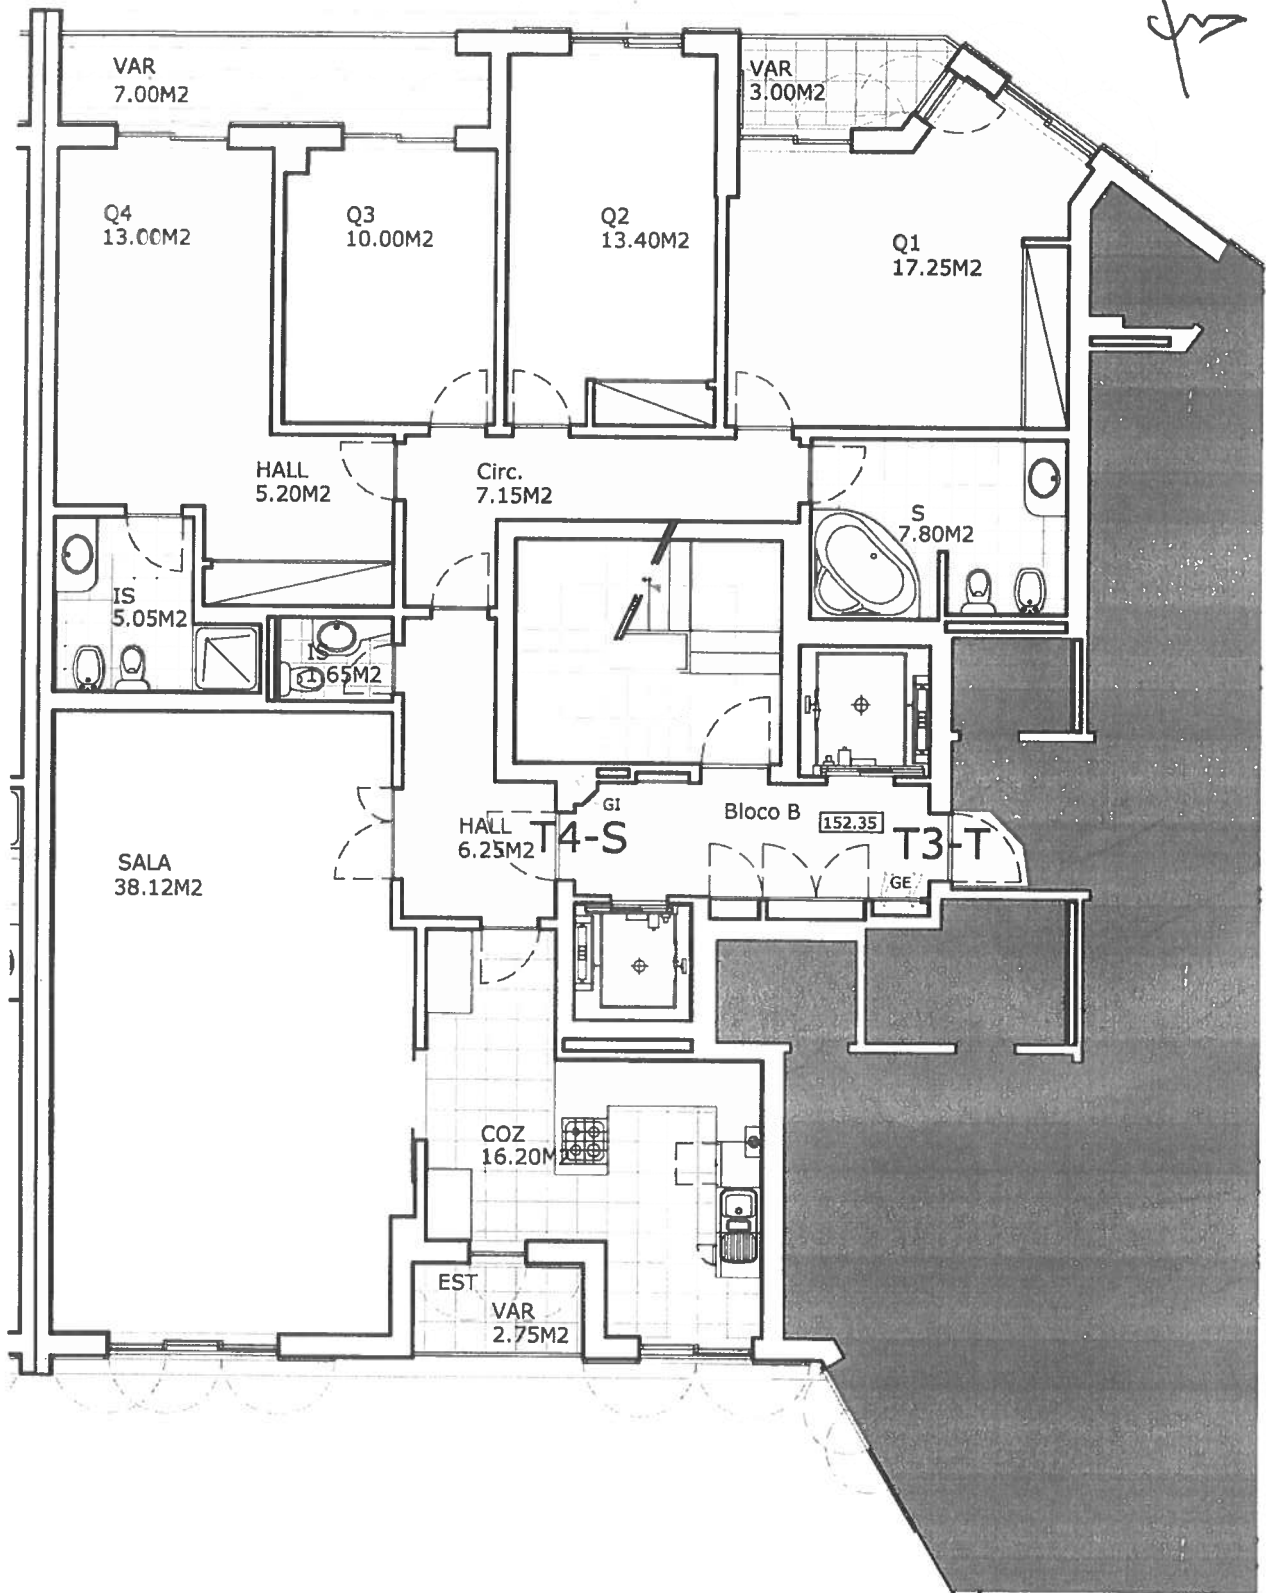 VAR
7.00M2
VAR
3.00M2
Q4
13.00M2
Q3
10.00M2
Q2
13.40M2
Q1
17.25M2
HALL
5.20M2
Circ.
7.15M2
S
7.80M2
IS
5.05M2
IS
1.65M2
GI
Bloco B
152.35
HALL
6.25M2
T4-S
T3-T
GE
SALA
38.12M2
COZ
16.20M2
EST
VAR
2.75M2